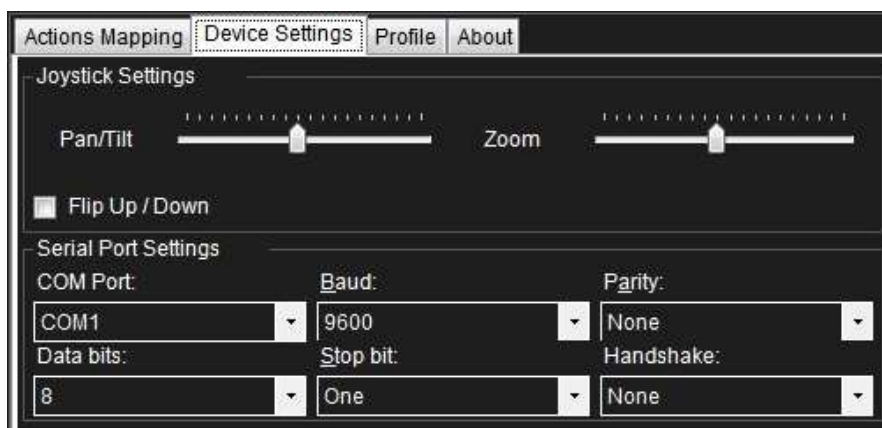 Actions Mapping Device Settings Profile About
Joystick Settings
Pan/Tilt Zoom
Flip Up / Down
Serial Port Settings
COM Port: Baud: Parity:
COM1 9600 None
Data bits: Stop bit: Handshake:
8 One None